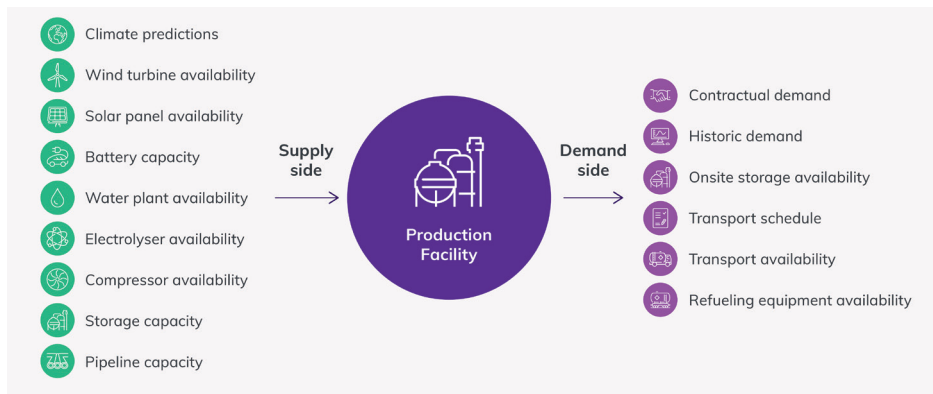 Climate predictions
Wind turbine availability
Solar panel availability
Battery capacity
Water plant availability
Electrolyser availability
Compressor availability
Storage capacity
Pipeline capacity
Supply
side
Production
Facility
Demand
side
Contractual demand
Historic demand
Onsite storage availability
Transport schedule
Transport availability
Refueling equipment availability